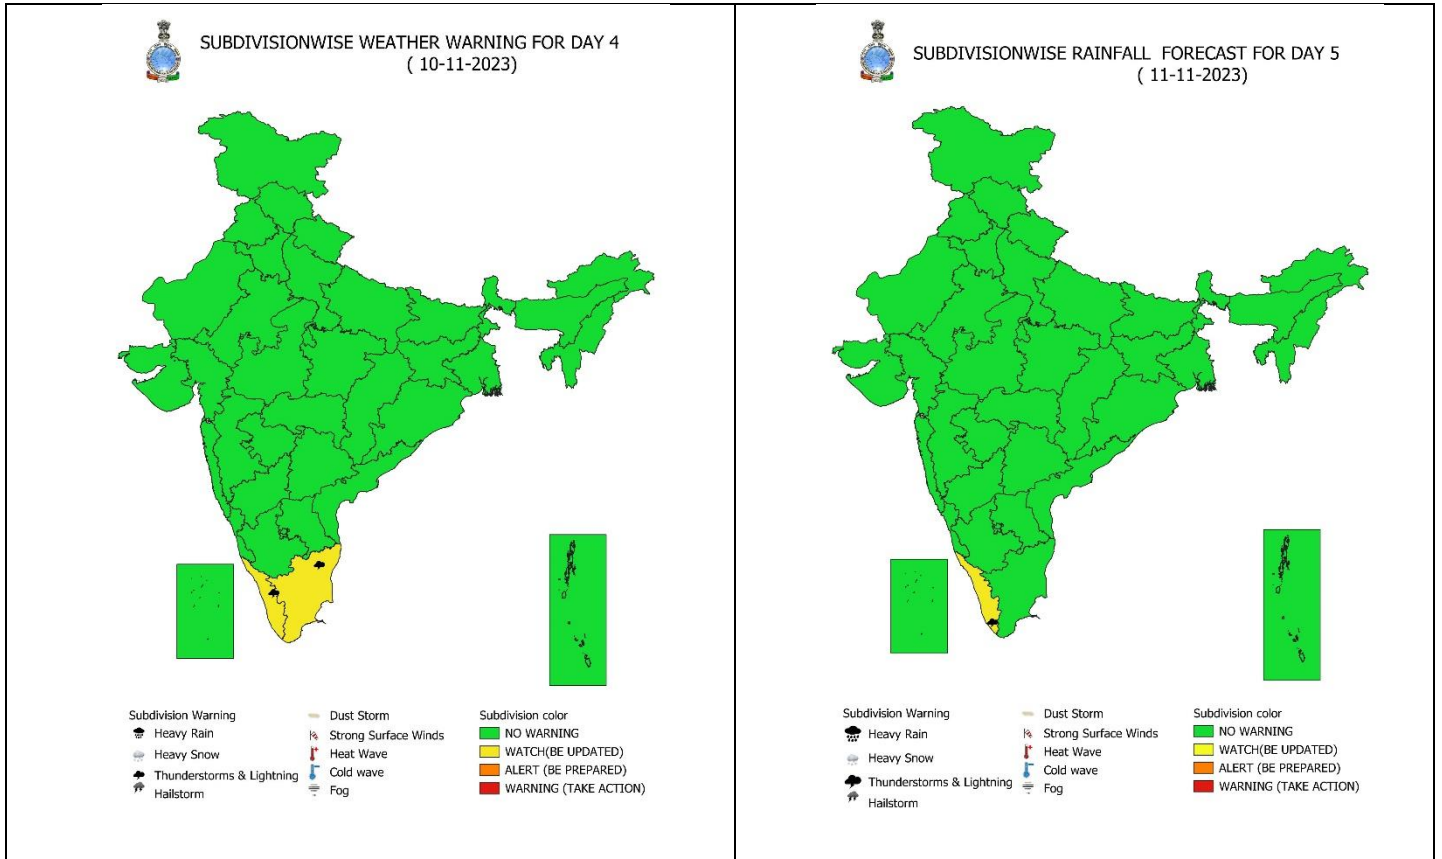 SUBDIVISIONWISE WEATHER WARNING FOR DAY 4
( 10-11-2023)
Subdivision Warning
Heavy Rain
Heavy Snow
Thunderstorms & Lightning
Hailstorm
Dust Storm
Strong Surface Winds
Heat Wave
Cold wave
Fog
Subdivision color
NO WARNING
WATCH(BE UPDATED)
ALERT (BE PREPARED)
WARNING (TAKE ACTION)
SUBDIVISIONWISE RAINFALL FORECAST FOR DAY 5
( 11-11-2023)
Subdivision Warning
Heavy Rain
Heavy Snow
Thunderstorms & Lightning
Hailstorm
Dust Storm
Strong Surface Winds
Heat Wave
Cold wave
Fog
Subdivision color
NO WARNING
WATCH(BE UPDATED)
ALERT (BE PREPARED)
WARNING (TAKE ACTION)